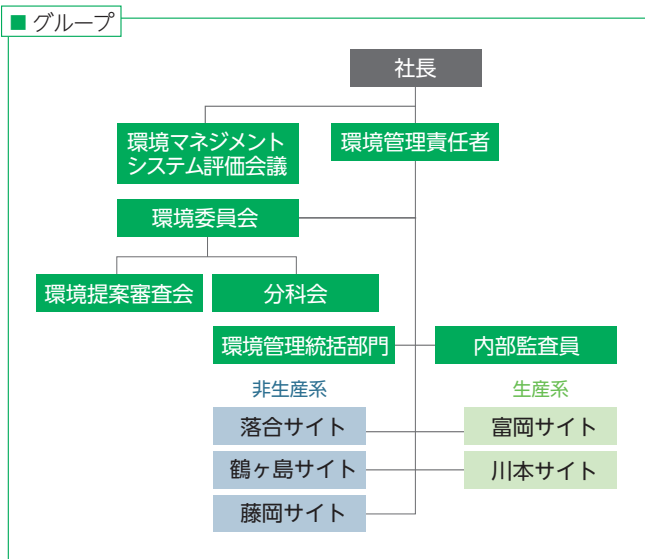 ■ グループ
社長
環境マネジメント
システム評価会議
環境管理責任者
環境委員会
環境提案審査会
分科会
環境管理統括部門
内部監査員
非生産系
生産系
落合サイト
富岡サイト
鶴ヶ島サイト
川本サイト
藤岡サイト